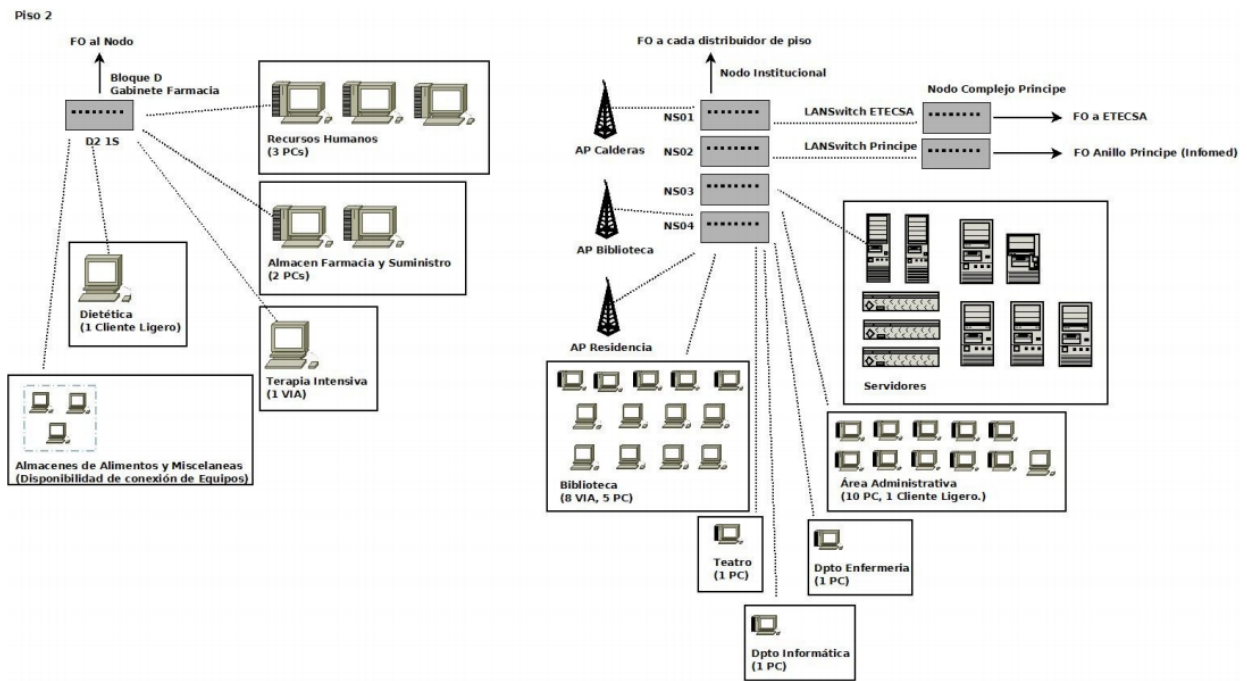 Piso 2
FO al Nodo
Bloque D
Gabinete Farmacia
D2 1S
Recursos Humanos
(3 PCs)
Almacen Farmacia y Suministro
(2 PCs)
Dietética
(1 Cliente Ligero)
Terapia Intensiva
(1 VIA)
Almacenes de Alimentos y Miscelaneas
(Disponibilidad de conexión de Equipos)
FO a cada distribuidor de piso
Nodo Institucional
Nodo Complejo Príncipe
NS01
LANSwitch ETECSA
FO a ETECSA
AP Calderas
NS02
LANSwitch Principe
FO Anillo Principe (Infomed)
NS03
NS04
AP Biblioteca
AP Residencia
Servidores
Biblioteca
(8 VIA, 5 PC)
Área Administrativa
(10 PC, 1 Cliente Ligero.)
Teatro
(1 PC)
Dpto Enfermeria
(1 PC)
Dpto Informática
(1 PC)